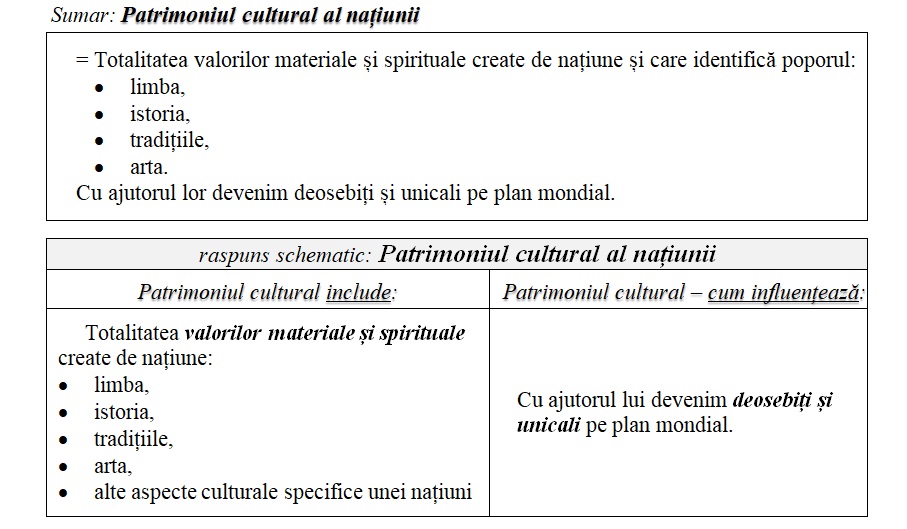 Sumar: Patrimoniul cultural al națiunii
= Totalitatea valorilor materiale și spirituale create de națiune și care identifică poporul:
• limba,
• istoria,
• tradițiile,
• arta.
Cu ajutorul lor devenim deosebiți și unicali pe plan mondial.
raspuns schematic: Patrimoniul cultural al națiunii
Patrimoniul cultural include:
Patrimoniul cultural – cum influențează:
Totalitatea valorilor materiale și spirituale
create de națiune:
• limba,
• istoria,
• tradițiile,
• arta,
• alte aspecte culturale specifice unei națiuni
Cu ajutorul lui devenim deosebiți și
unicali pe plan mondial.